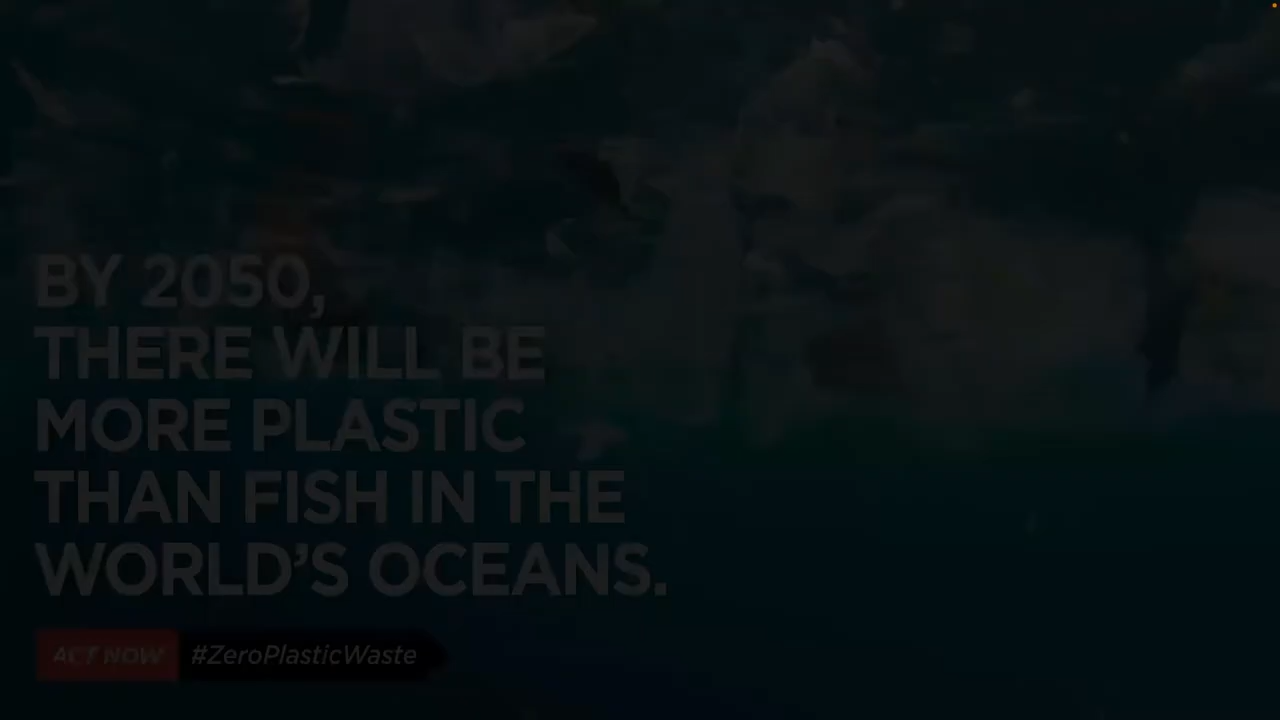 BY 2050,
THERE WILL BE
MORE PLASTIC
THAN FISH IN THE
WORLD’S OCEANS.
ACT NOW #ZeroPlasticWaste